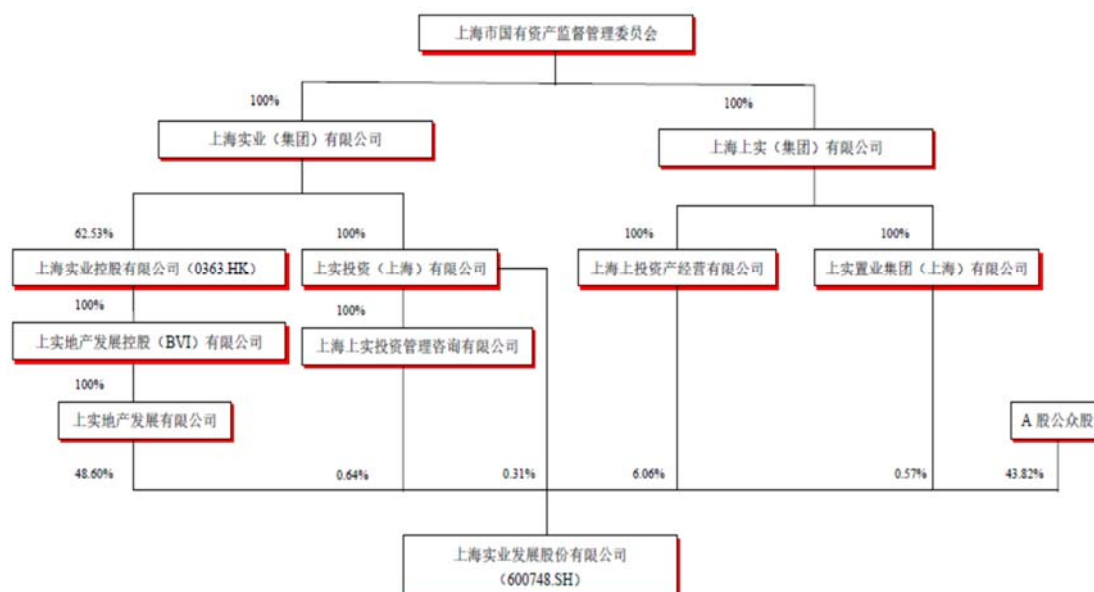 上海市国有资产监督管理委员会
100%
100%
上海实业（集团）有限公司
上海上实（集团）有限公司
62.53%
100%
100%
100%
上海实业控股有限公司（0363.HK）
上实投资（上海）有限公司
上海上投资产经营有限公司
上实置业集团（上海）有限公司
100%
100%
上实地产发展控股（BVI）有限公司
上海上实投资管理咨询有限公司
100%
上实地产发展有限公司
A 股公众股
48.60%
0.64%
0.31%
6.06%
0.57%
43.82%
上海实业发展股份有限公司
（600748.SH）